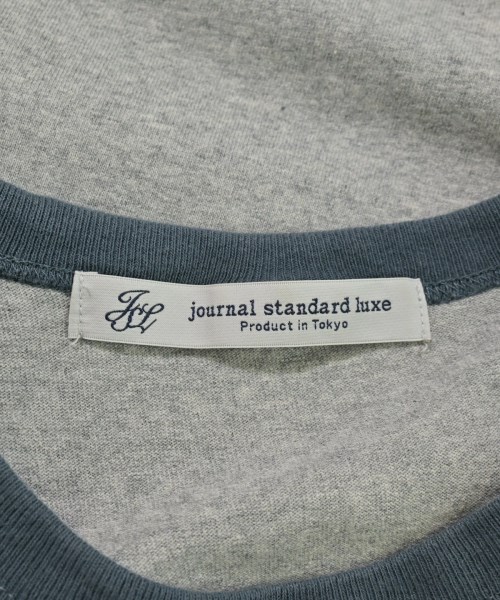 JSL
journal standard luxe
Product in Tokyo